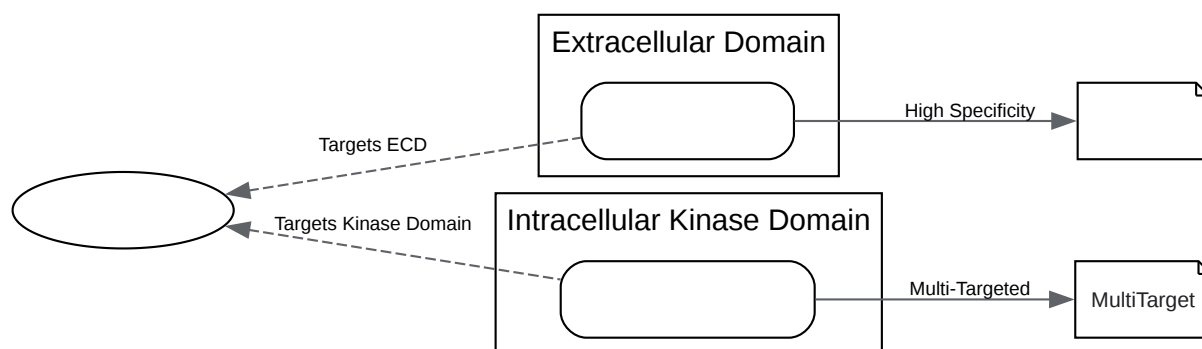 Extracellular Domain
High Specificity
Targets ECD
Targets Kinase Domain
Intracellular Kinase Domain
Multi-Targeted
MultiTarget